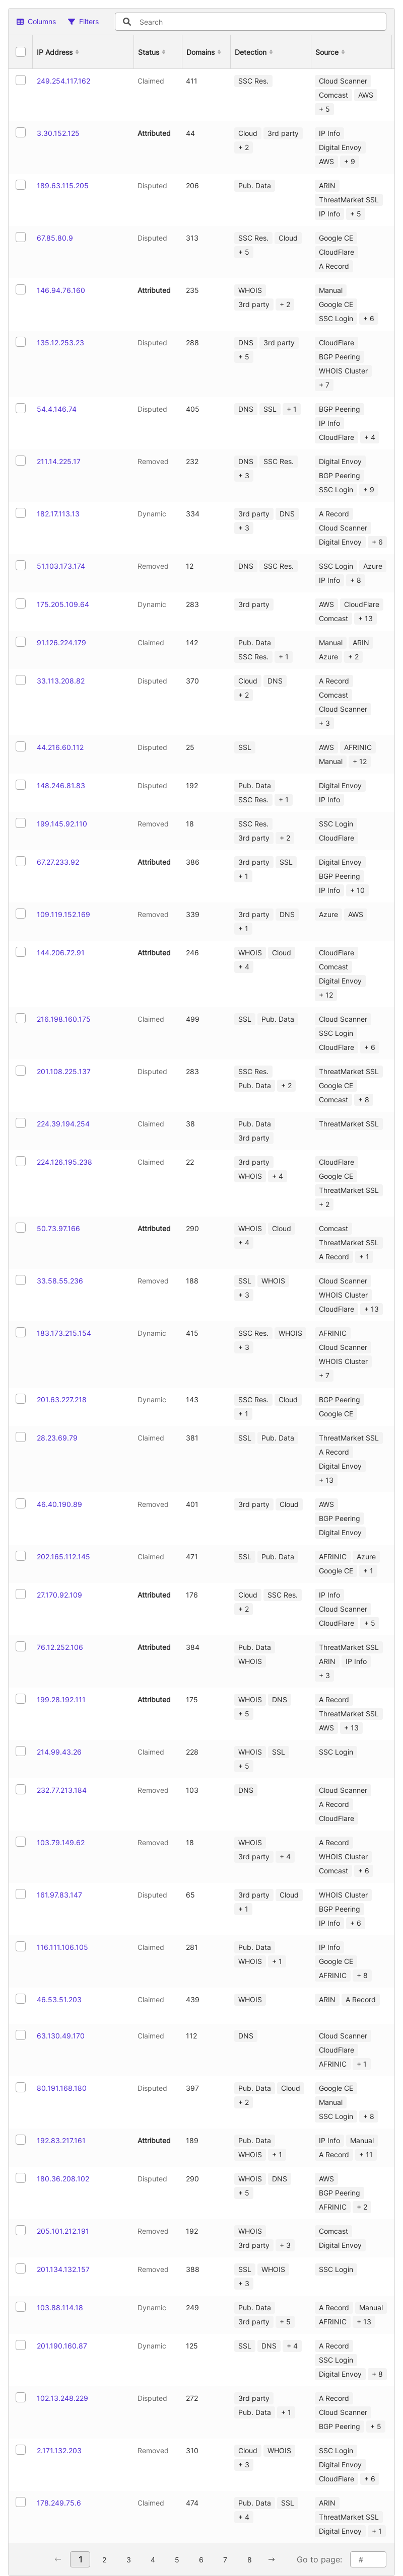 Columns Filters Search
IP Address Status Domains Detection Source
249.254.117.162 Claimed 411 SSC Res. Cloud Scanner
Comcast AWS
+ 5
3.30.152.125 Attributed 44 Cloud 3rd party IP Info
+ 2 Digital Envoy
AWS + 9
189.63.115.205 Disputed 206 Pub. Data ARIN
ThreatMarket SSL
IP Info + 5
67.85.80.9 Disputed 313 SSC Res. Cloud Google CE
+ 5 CloudFlare
A Record
146.94.76.160 Attributed 235 WHOIS Manual
3rd party + 2 Google CE
SSC Login + 6
135.12.253.23 Disputed 288 DNS 3rd party CloudFlare
+ 5 BGP Peering
WHOIS Cluster
+ 7
54.4.146.74 Disputed 405 DNS SSL + 1 BGP Peering
IP Info
CloudFlare + 4
211.14.225.17 Removed 232 DNS SSC Res. Digital Envoy
+ 3 BGP Peering
SSC Login + 9
182.17.113.13 Dynamic 334 3rd party DNS A Record
+ 3 Cloud Scanner
Digital Envoy + 6
51.103.173.174 Removed 12 DNS SSC Res. SSC Login Azure
IP Info + 8
175.205.109.64 Dynamic 283 3rd party AWS CloudFlare
Comcast + 13
91.126.224.179 Claimed 142 Pub. Data Manual ARIN
SSC Res. + 1 Azure + 2
33.113.208.82 Disputed 370 Cloud DNS A Record
+ 2 Comcast
Cloud Scanner
+ 3
44.216.60.112 Disputed 25 SSL AWS AFRINIC
Manual + 12
148.246.81.83 Disputed 192 Pub. Data Digital Envoy
SSC Res. + 1 IP Info
199.145.92.110 Removed 18 SSC Res. SSC Login
3rd party + 2 CloudFlare
67.27.233.92 Attributed 386 3rd party SSL Digital Envoy
+ 1 BGP Peering
IP Info + 10
109.119.152.169 Removed 339 3rd party DNS Azure AWS
+ 1
144.206.72.91 Attributed 246 WHOIS Cloud CloudFlare
+ 4 Comcast
Digital Envoy
+ 12
216.198.160.175 Claimed 499 SSL Pub. Data Cloud Scanner
SSC Login
CloudFlare + 6
201.108.225.137 Disputed 283 SSC Res. ThreatMarket SSL
Pub. Data + 2 Google CE
Comcast + 8
224.39.194.254 Claimed 38 Pub. Data ThreatMarket SSL
3rd party
224.126.195.238 Claimed 22 3rd party CloudFlare
WHOIS + 4 Google CE
ThreatMarket SSL
+ 2
50.73.97.166 Attributed 290 WHOIS Cloud Comcast
+ 4 ThreatMarket SSL
A Record + 1
33.58.55.236 Removed 188 SSL WHOIS Cloud Scanner
+ 3 WHOIS Cluster
CloudFlare + 13
183.173.215.154 Dynamic 415 SSC Res. WHOIS AFRINIC
+ 3 Cloud Scanner
WHOIS Cluster
+ 7
201.63.227.218 Dynamic 143 SSC Res. Cloud BGP Peering
+ 1 Google CE
28.23.69.79 Claimed 381 SSL Pub. Data ThreatMarket SSL
A Record
Digital Envoy
+ 13
46.40.190.89 Removed 401 3rd party Cloud AWS
BGP Peering
Digital Envoy
202.165.112.145 Claimed 471 SSL Pub. Data AFRINIC Azure
Google CE + 1
27.170.92.109 Attributed 176 Cloud SSC Res. IP Info
+ 2 Cloud Scanner
CloudFlare + 5
76.12.252.106 Attributed 384 Pub. Data ThreatMarket SSL
WHOIS ARIN IP Info
+ 3
199.28.192.111 Attributed 175 WHOIS DNS A Record
+ 5 ThreatMarket SSL
AWS + 13
214.99.43.26 Claimed 228 WHOIS SSL SSC Login
+ 5
232.77.213.184 Removed 103 DNS Cloud Scanner
A Record
CloudFlare
103.79.149.62 Removed 18 WHOIS A Record
3rd party + 4 WHOIS Cluster
Comcast + 6
161.97.83.147 Disputed 65 3rd party Cloud WHOIS Cluster
+ 1 BGP Peering
IP Info + 6
116.111.106.105 Claimed 281 Pub. Data IP Info
WHOIS + 1 Google CE
AFRINIC + 8
46.53.51.203 Claimed 439 WHOIS ARIN A Record
63.130.49.170 Claimed 112 DNS Cloud Scanner
CloudFlare
AFRINIC + 1
80.191.168.180 Disputed 397 Pub. Data Cloud Google CE
+ 2 Manual
SSC Login + 8
192.83.217.161 Attributed 189 Pub. Data IP Info Manual
WHOIS + 1 A Record + 11
180.36.208.102 Disputed 290 WHOIS DNS AWS
+ 5 BGP Peering
AFRINIC + 2
205.101.212.191 Removed 192 WHOIS Comcast
3rd party + 3 Digital Envoy
201.134.132.157 Removed 388 SSL WHOIS SSC Login
+ 3
103.88.114.18 Dynamic 249 Pub. Data A Record Manual
3rd party + 5 AFRINIC + 13
201.190.160.87 Dynamic 125 SSL DNS + 4 A Record
SSC Login
Digital Envoy + 8
102.13.248.229 Disputed 272 3rd party A Record
Pub. Data + 1 Cloud Scanner
BGP Peering + 5
2.171.132.203 Removed 310 Cloud WHOIS SSC Login
+ 3 Digital Envoy
CloudFlare + 6
178.249.75.6 Claimed 474 Pub. Data SSL ARIN
+ 4 ThreatMarket SSL
Digital Envoy + 1
← 1 2 3 4 5 6 7 8 → Go to page: #